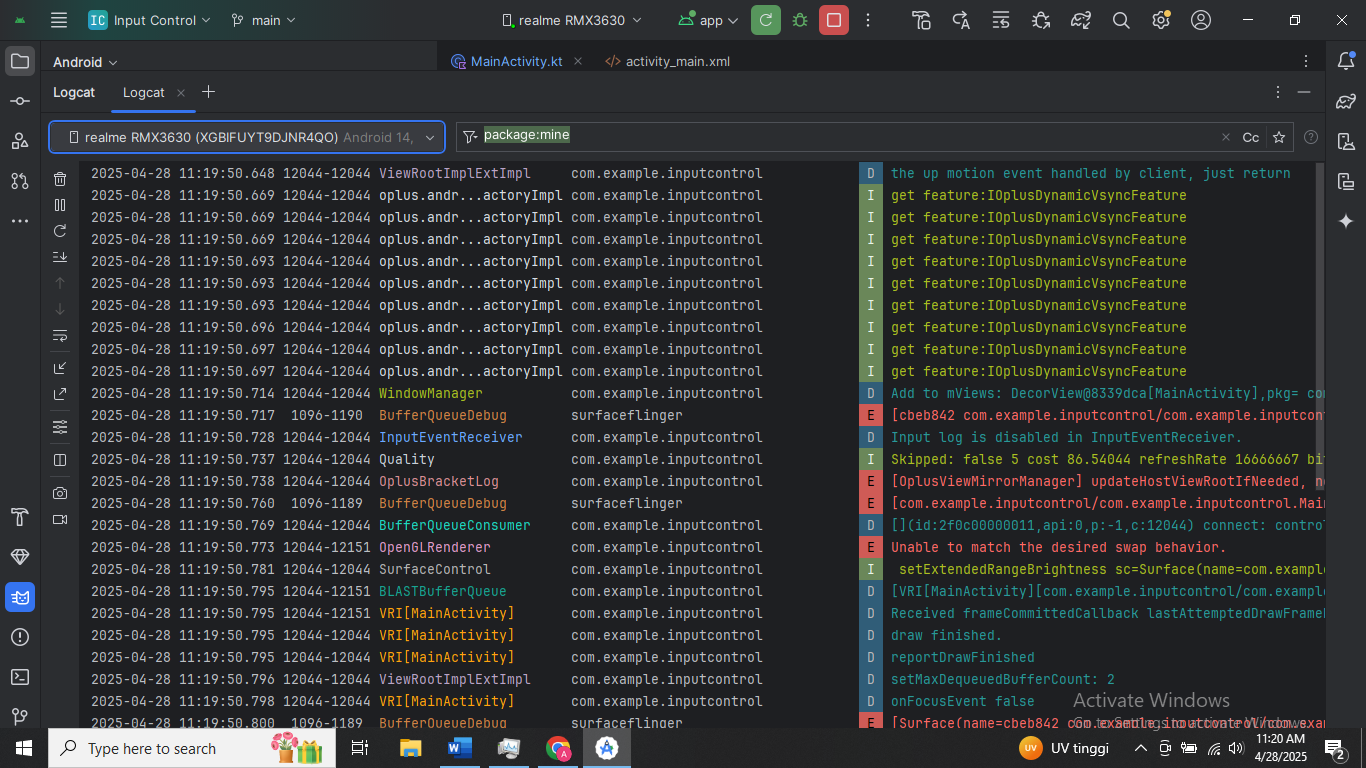 IC Input Control main realme RMX3630 app
Android MainActivity.kt activity_main.xml
Logcat Logcat
realme RMX3630 (XGBIFUYT9DJNR4QO) Android 14, package:mine Cc
2025-04-28 11:19:50.648 12044-12044 ViewRootImplExtImpl com.example.inputcontrol D the up motion event handled by client, just return
2025-04-28 11:19:50.669 12044-12044 oplus.andr...actoryImpl com.example.inputcontrol I get feature:IOplusDynamicVsyncFeature
2025-04-28 11:19:50.669 12044-12044 oplus.andr...actoryImpl com.example.inputcontrol I get feature:IOplusDynamicVsyncFeature
2025-04-28 11:19:50.669 12044-12044 oplus.andr...actoryImpl com.example.inputcontrol I get feature:IOplusDynamicVsyncFeature
2025-04-28 11:19:50.693 12044-12044 oplus.andr...actoryImpl com.example.inputcontrol I get feature:IOplusDynamicVsyncFeature
2025-04-28 11:19:50.693 12044-12044 oplus.andr...actoryImpl com.example.inputcontrol I get feature:IOplusDynamicVsyncFeature
2025-04-28 11:19:50.693 12044-12044 oplus.andr...actoryImpl com.example.inputcontrol I get feature:IOplusDynamicVsyncFeature
2025-04-28 11:19:50.696 12044-12044 oplus.andr...actoryImpl com.example.inputcontrol I get feature:IOplusDynamicVsyncFeature
2025-04-28 11:19:50.697 12044-12044 oplus.andr...actoryImpl com.example.inputcontrol I get feature:IOplusDynamicVsyncFeature
2025-04-28 11:19:50.697 12044-12044 oplus.andr...actoryImpl com.example.inputcontrol I get feature:IOplusDynamicVsyncFeature
2025-04-28 11:19:50.714 12044-12044 WindowManager com.example.inputcontrol D Add to mViews: DecorView@8339dca[MainActivity],pkg= co
2025-04-28 11:19:50.717 1096-1190 BufferQueueDebug surfaceflinger E [cbeb842 com.example.inputcontrol/com.example.inputcon
2025-04-28 11:19:50.728 12044-12044 InputEventReceiver com.example.inputcontrol D Input log is disabled in InputEventReceiver.
2025-04-28 11:19:50.737 12044-12044 Quality com.example.inputcontrol I Skipped: false 5 cost 86.54044 refreshRate 16666667 bi
2025-04-28 11:19:50.738 12044-12044 OplusBracketLog com.example.inputcontrol E [OplusViewMirrorManager] updateHostViewRootIfNeeded, n
2025-04-28 11:19:50.760 1096-1189 BufferQueueDebug surfaceflinger E [com.example.inputcontrol/com.example.inputcontrol.Mai
2025-04-28 11:19:50.769 12044-12044 BufferQueueConsumer com.example.inputcontrol D [](id:2f0c00000011,api:0,p:-1,c:12044) connect: contro
2025-04-28 11:19:50.773 12044-12151 OpenGLRenderer com.example.inputcontrol E Unable to match the desired swap behavior.
2025-04-28 11:19:50.781 12044-12044 SurfaceControl com.example.inputcontrol I setExtendedRangeBrightness sc=Surface(name=com.example
2025-04-28 11:19:50.795 12044-12151 BLASTBufferQueue com.example.inputcontrol D [VRI[MainActivity][com.example.inputcontrol/com.exampl
2025-04-28 11:19:50.795 12044-12151 VRI[MainActivity] com.example.inputcontrol D Received frameCommittedCallback lastAttemptedDrawFrame
2025-04-28 11:19:50.795 12044-12044 VRI[MainActivity] com.example.inputcontrol D draw finished.
2025-04-28 11:19:50.795 12044-12044 VRI[MainActivity] com.example.inputcontrol D reportDrawFinished
2025-04-28 11:19:50.796 12044-12044 ViewRootImplExtImpl com.example.inputcontrol D setMaxDequeuedBufferCount: 2
2025-04-28 11:19:50.798 12044-12044 VRI[MainActivity] com.example.inputcontrol D onFocusEvent false
2025-04-28 11:19:50.800 1096-1189 BufferQueueDebug surfaceflinger E [Surface(name=cbeb842 com.example.inputcontrol/com.exa
Activate Windows
Go to Settings to activate Windows.
Type here to search UV UV tinggi 11:20 AM
4/28/2025 2